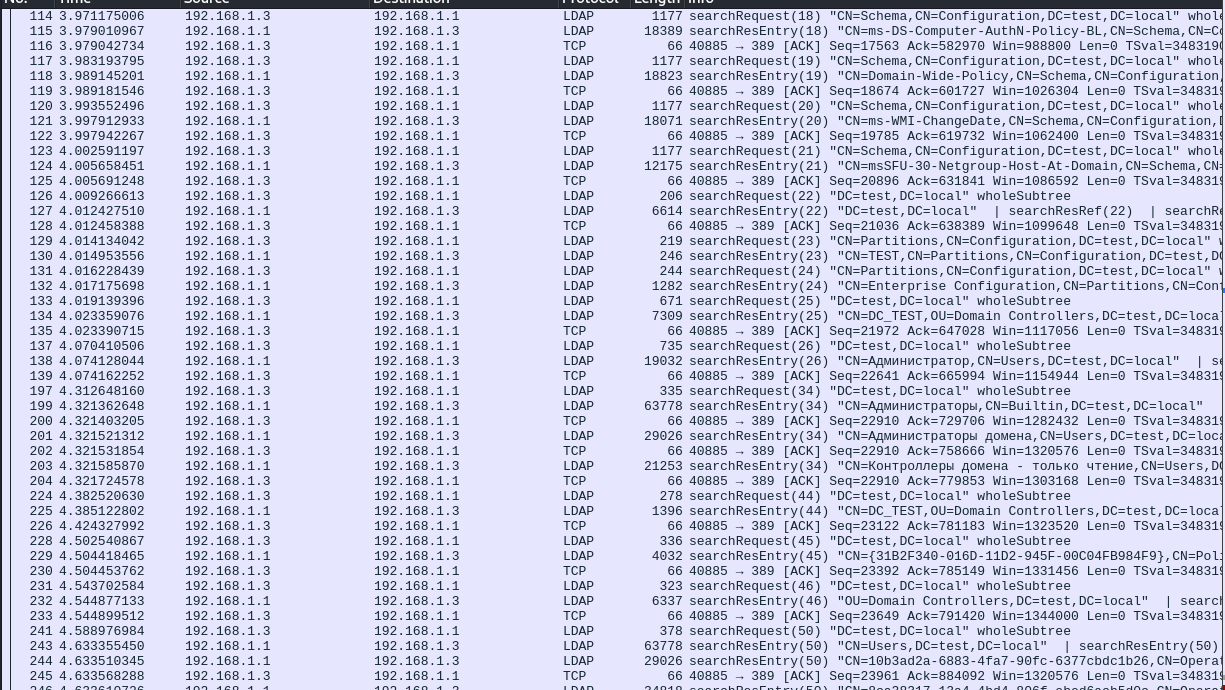 No. Time Source Destination Protocol Length Info
114 3.971175006 192.168.1.3 192.168.1.1 LDAP 1177 searchRequest(18) "CN=Schema,CN=Configuration,DC=test,DC=local" whole
115 3.979010967 192.168.1.1 192.168.1.3 LDAP 18389 searchResEntry(18) "CN=ms-DS-Computer-AuthN-Policy-BL,CN=Schema,CN=Co
116 3.979042734 192.168.1.3 192.168.1.1 TCP 66 40885 → 389 [ACK] Seq=17563 Ack=582970 Win=988800 Len=0 TSval=3483190
117 3.983193795 192.168.1.3 192.168.1.1 LDAP 1177 searchRequest(19) "CN=Schema,CN=Configuration,DC=test,DC=local" whole
118 3.989145201 192.168.1.1 192.168.1.3 LDAP 18823 searchResEntry(19) "CN=Domain-Wide-Policy,CN=Schema,CN=Configuration,
119 3.989181546 192.168.1.3 192.168.1.1 TCP 66 40885 → 389 [ACK] Seq=18674 Ack=601727 Win=1026304 Len=0 TSval=348319
120 3.993552496 192.168.1.3 192.168.1.1 LDAP 1177 searchRequest(20) "CN=Schema,CN=Configuration,DC=test,DC=local" whole
121 3.997912933 192.168.1.1 192.168.1.3 LDAP 18071 searchResEntry(20) "CN=ms-WMI-ChangeDate,CN=Schema,CN=Configuration,D
122 3.997942267 192.168.1.3 192.168.1.1 TCP 66 40885 → 389 [ACK] Seq=19785 Ack=619732 Win=1062400 Len=0 TSval=348319
123 4.002591197 192.168.1.3 192.168.1.1 LDAP 1177 searchRequest(21) "CN=Schema,CN=Configuration,DC=test,DC=local" whole
124 4.005658451 192.168.1.1 192.168.1.3 LDAP 12175 searchResEntry(21) "CN=msSFU-30-Netgroup-Host-At-Domain,CN=Schema,CN=
125 4.005691248 192.168.1.3 192.168.1.1 TCP 66 40885 → 389 [ACK] Seq=20896 Ack=631841 Win=1086592 Len=0 TSval=348319
126 4.009266613 192.168.1.3 192.168.1.1 LDAP 206 searchRequest(22) "DC=test,DC=local" wholeSubtree
127 4.012427510 192.168.1.1 192.168.1.3 LDAP 6614 searchResEntry(22) "DC=test,DC=local" | searchResRef(22) | searchRe
128 4.012458388 192.168.1.3 192.168.1.1 TCP 66 40885 → 389 [ACK] Seq=21036 Ack=638389 Win=1099648 Len=0 TSval=348319
129 4.014134042 192.168.1.3 192.168.1.1 LDAP 219 searchRequest(23) "CN=Partitions,CN=Configuration,DC=test,DC=local" w
130 4.014953556 192.168.1.1 192.168.1.3 LDAP 246 searchResEntry(23) "CN=TEST,CN=Partitions,CN=Configuration,DC=test,DC
131 4.016228439 192.168.1.3 192.168.1.1 LDAP 244 searchRequest(24) "CN=Partitions,CN=Configuration,DC=test,DC=local" w
132 4.017175698 192.168.1.1 192.168.1.3 LDAP 1282 searchResEntry(24) "CN=Enterprise Configuration,CN=Partitions,CN=Conf
133 4.019139396 192.168.1.3 192.168.1.1 LDAP 671 searchRequest(25) "DC=test,DC=local" wholeSubtree
134 4.023359076 192.168.1.1 192.168.1.3 LDAP 7309 searchResEntry(25) "CN=DC_TEST,OU=Domain Controllers,DC=test,DC=local
135 4.023390715 192.168.1.3 192.168.1.1 TCP 66 40885 → 389 [ACK] Seq=21972 Ack=647028 Win=1117056 Len=0 TSval=348319
137 4.070410506 192.168.1.3 192.168.1.1 LDAP 735 searchRequest(26) "DC=test,DC=local" wholeSubtree
138 4.074128044 192.168.1.1 192.168.1.3 LDAP 19032 searchResEntry(26) "CN=Администратор,CN=Users,DC=test,DC=local" | se
139 4.074162252 192.168.1.3 192.168.1.1 TCP 66 40885 → 389 [ACK] Seq=22641 Ack=665994 Win=1154944 Len=0 TSval=348319
197 4.312648160 192.168.1.3 192.168.1.1 LDAP 335 searchRequest(34) "DC=test,DC=local" wholeSubtree
199 4.321362648 192.168.1.1 192.168.1.3 LDAP 63778 searchResEntry(34) "CN=Администраторы,CN=Builtin,DC=test,DC=local"
200 4.321403205 192.168.1.3 192.168.1.1 TCP 66 40885 → 389 [ACK] Seq=22910 Ack=729706 Win=1282432 Len=0 TSval=348319
201 4.321521312 192.168.1.1 192.168.1.3 LDAP 29026 searchResEntry(34) "CN=Администраторы домена,CN=Users,DC=test,DC=loca
202 4.321531854 192.168.1.3 192.168.1.1 TCP 66 40885 → 389 [ACK] Seq=22910 Ack=758666 Win=1320576 Len=0 TSval=348319
203 4.321585870 192.168.1.1 192.168.1.3 LDAP 21253 searchResEntry(34) "CN=Контроллеры домена - только чтение,CN=Users,DC
204 4.321724578 192.168.1.3 192.168.1.1 TCP 66 40885 → 389 [ACK] Seq=22910 Ack=779853 Win=1303168 Len=0 TSval=348319
224 4.382520630 192.168.1.3 192.168.1.1 LDAP 278 searchRequest(44) "DC=test,DC=local" wholeSubtree
225 4.385122802 192.168.1.1 192.168.1.3 LDAP 1396 searchResEntry(44) "CN=DC_TEST,OU=Domain Controllers,DC=test,DC=local
226 4.424327992 192.168.1.3 192.168.1.1 TCP 66 40885 → 389 [ACK] Seq=23122 Ack=781183 Win=1323520 Len=0 TSval=348319
228 4.502540867 192.168.1.3 192.168.1.1 LDAP 336 searchRequest(45) "DC=test,DC=local" wholeSubtree
229 4.504418465 192.168.1.1 192.168.1.3 LDAP 4032 searchResEntry(45) "CN={31B2F340-016D-11D2-945F-00C04FB984F9},CN=Poli
230 4.504453762 192.168.1.3 192.168.1.1 TCP 66 40885 → 389 [ACK] Seq=23392 Ack=785149 Win=1331456 Len=0 TSval=348319
231 4.543702584 192.168.1.3 192.168.1.1 LDAP 323 searchRequest(46) "DC=test,DC=local" wholeSubtree
232 4.544877133 192.168.1.1 192.168.1.3 LDAP 6337 searchResEntry(46) "OU=Domain Controllers,DC=test,DC=local" | search
233 4.544899512 192.168.1.3 192.168.1.1 TCP 66 40885 → 389 [ACK] Seq=23649 Ack=791420 Win=1344000 Len=0 TSval=348319
241 4.588976984 192.168.1.3 192.168.1.1 LDAP 378 searchRequest(50) "DC=test,DC=local" wholeSubtree
243 4.633355450 192.168.1.1 192.168.1.3 LDAP 63778 searchResEntry(50) "CN=Users,DC=test,DC=local" | searchResEntry(50)
244 4.633510345 192.168.1.1 192.168.1.3 LDAP 29026 searchResEntry(50) "CN=10b3ad2a-6883-4fa7-90fc-6377cbdc1b26,CN=Operat
245 4.633568288 192.168.1.3 192.168.1.1 TCP 66 40885 → 389 [ACK] Seq=23961 Ack=884092 Win=1320576 Len=0 TSval=348319